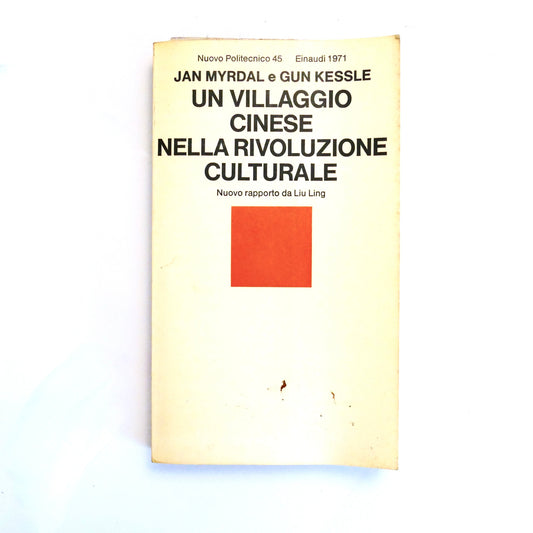 Nuovo Politecnico 45 Einaudi 1971
JAN MYRDAL e GUN KESSLE
UN VILLAGGIO
CINESE
NELLA RIVOLUZIONE
CULTURALE
Nuovo rapporto da Liu Ling